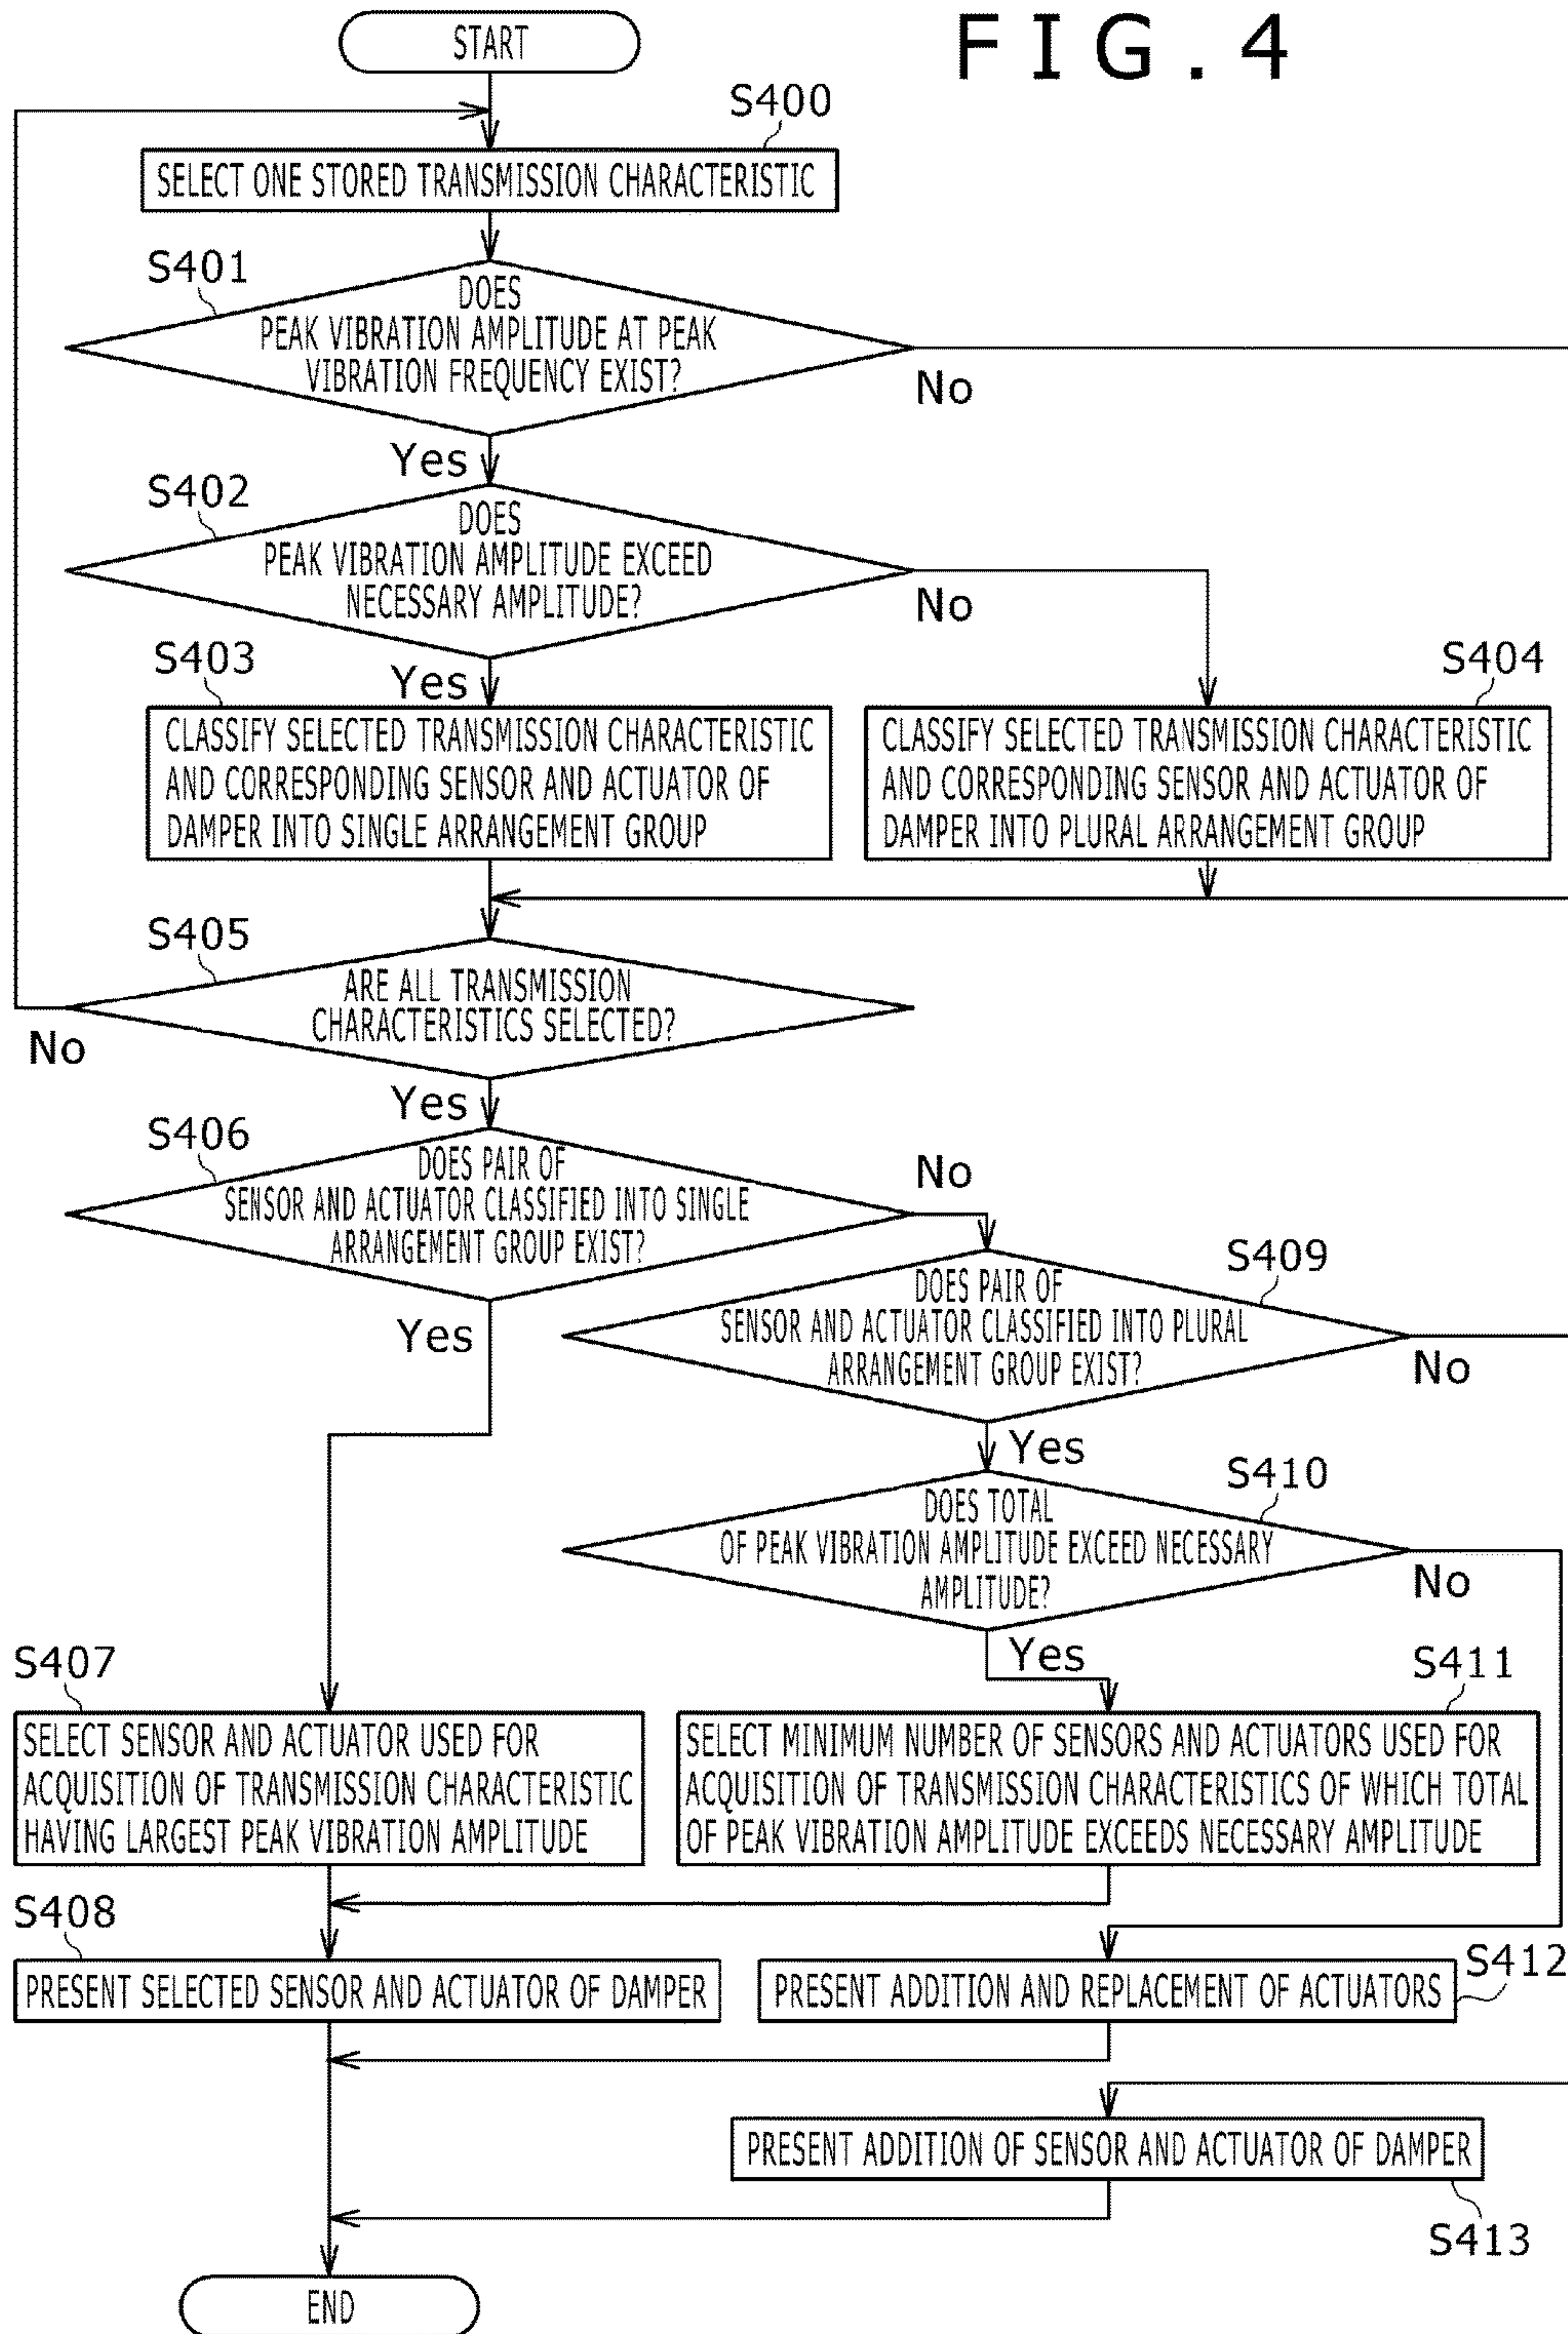 FIG. 4
START
S400
SELECT ONE STORED TRANSMISSION CHARACTERISTIC
S401
DOES
PEAK VIBRATION AMPLITUDE AT PEAK
VIBRATION FREQUENCY EXIST?
No
Yes
S402
DOES
PEAK VIBRATION AMPLITUDE EXCEED
NECESSARY AMPLITUDE?
No
Yes
S403
CLASSIFY SELECTED TRANSMISSION CHARACTERISTIC
AND CORRESPONDING SENSOR AND ACTUATOR OF
DAMPER INTO SINGLE ARRANGEMENT GROUP
S404
CLASSIFY SELECTED TRANSMISSION CHARACTERISTIC
AND CORRESPONDING SENSOR AND ACTUATOR OF
DAMPER INTO PLURAL ARRANGEMENT GROUP
S405
ARE ALL TRANSMISSION
CHARACTERISTICS SELECTED?
No
Yes
S406
DOES PAIR OF
SENSOR AND ACTUATOR CLASSIFIED INTO SINGLE
ARRANGEMENT GROUP EXIST?
No
Yes
S409
DOES PAIR OF
SENSOR AND ACTUATOR CLASSIFIED INTO PLURAL
ARRANGEMENT GROUP EXIST?
No
Yes
S410
DOES TOTAL
OF PEAK VIBRATION AMPLITUDE EXCEED NECESSARY
AMPLITUDE?
No
Yes
S407
SELECT SENSOR AND ACTUATOR USED FOR
ACQUISITION OF TRANSMISSION CHARACTERISTIC
HAVING LARGEST PEAK VIBRATION AMPLITUDE
S411
SELECT MINIMUM NUMBER OF SENSORS AND ACTUATORS USED FOR
ACQUISITION OF TRANSMISSION CHARACTERISTICS OF WHICH TOTAL
OF PEAK VIBRATION AMPLITUDE EXCEEDS NECESSARY AMPLITUDE
S408
PRESENT SELECTED SENSOR AND ACTUATOR OF DAMPER
S412
PRESENT ADDITION AND REPLACEMENT OF ACTUATORS
PRESENT ADDITION OF SENSOR AND ACTUATOR OF DAMPER
S413
END